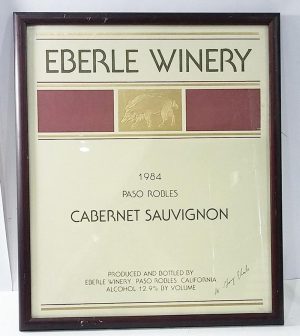 EBERLE WINERY
1984
PASO ROBLES
CABERNET SAUVIGNON
PRODUCED AND BOTTLED BY
EBERLE WINERY, PASO ROBLES, CALIFORNIA
ALCOHOL 12.9% BY VOLUME